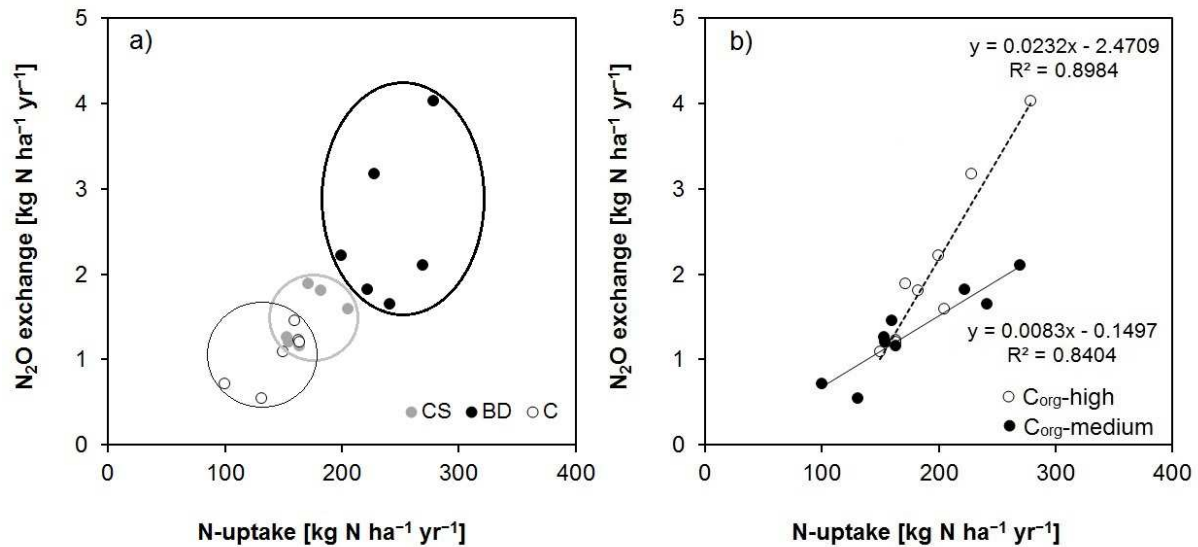 a)
N₂O exchange [kg N ha⁻¹ yr⁻¹]
5
4
3
2
1
0
CS BD C
0 100 200 300 400
N-uptake [kg N ha⁻¹ yr⁻¹]
b)
N₂O exchange [kg N ha⁻¹ yr⁻¹]
5
4
3
2
1
0
y = 0.0232x - 2.4709
R² = 0.8984
y = 0.0083x - 0.1497
R² = 0.8404
Corg-high
Corg-medium
0 100 200 300 400
N-uptake [kg N ha⁻¹ yr⁻¹]